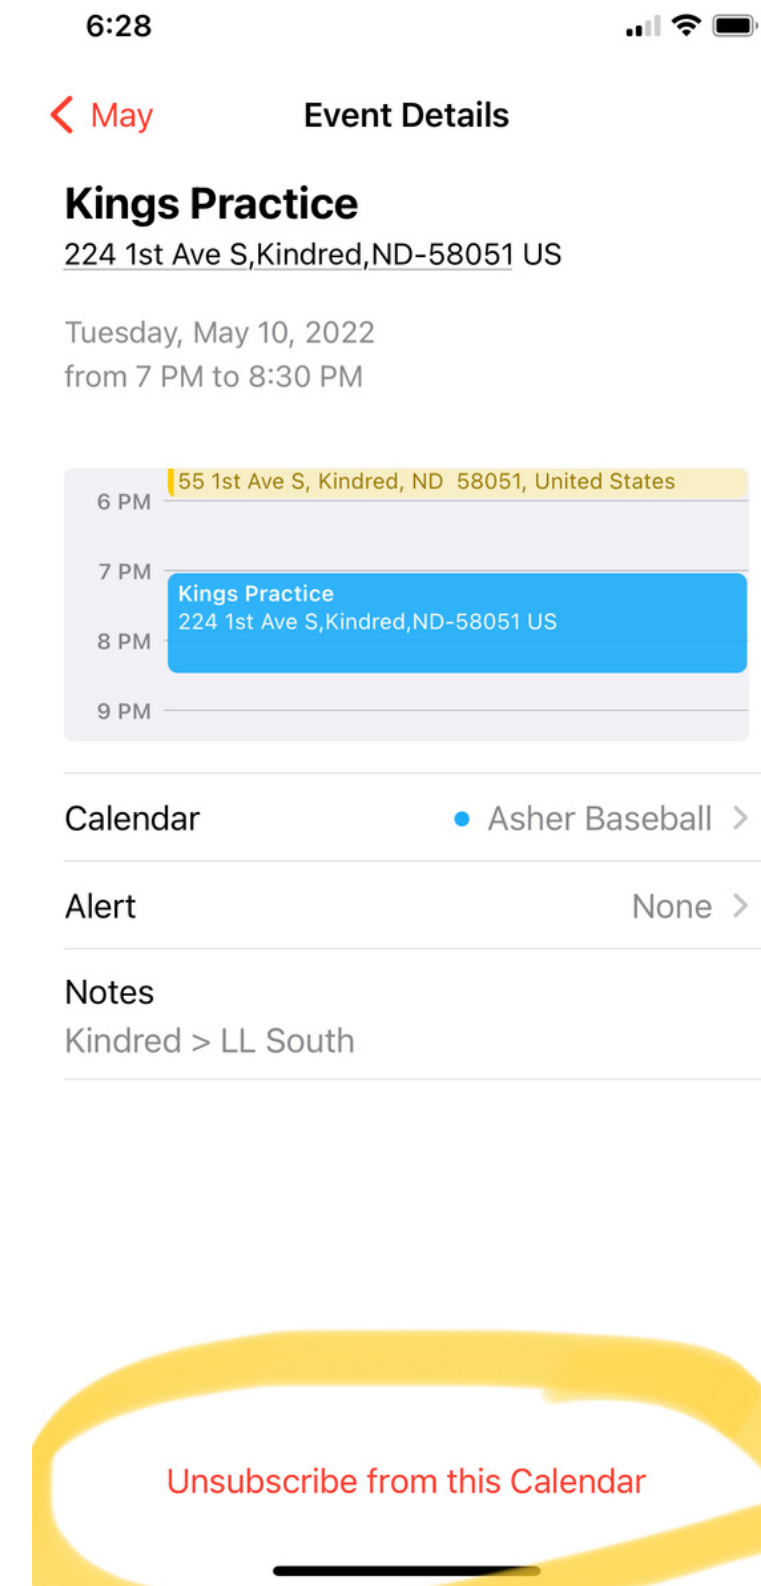 6:28
May
Event Details
Kings Practice
224 1st Ave S,Kindred,ND-58051 US
Tuesday, May 10, 2022
from 7 PM to 8:30 PM
55 1st Ave S, Kindred, ND  58051, United States
6 PM
7 PM
Kings Practice
224 1st Ave S,Kindred,ND-58051 US
8 PM
9 PM
Calendar
Asher Baseball
Alert
None
Notes
Kindred > LL South
Unsubscribe from this Calendar